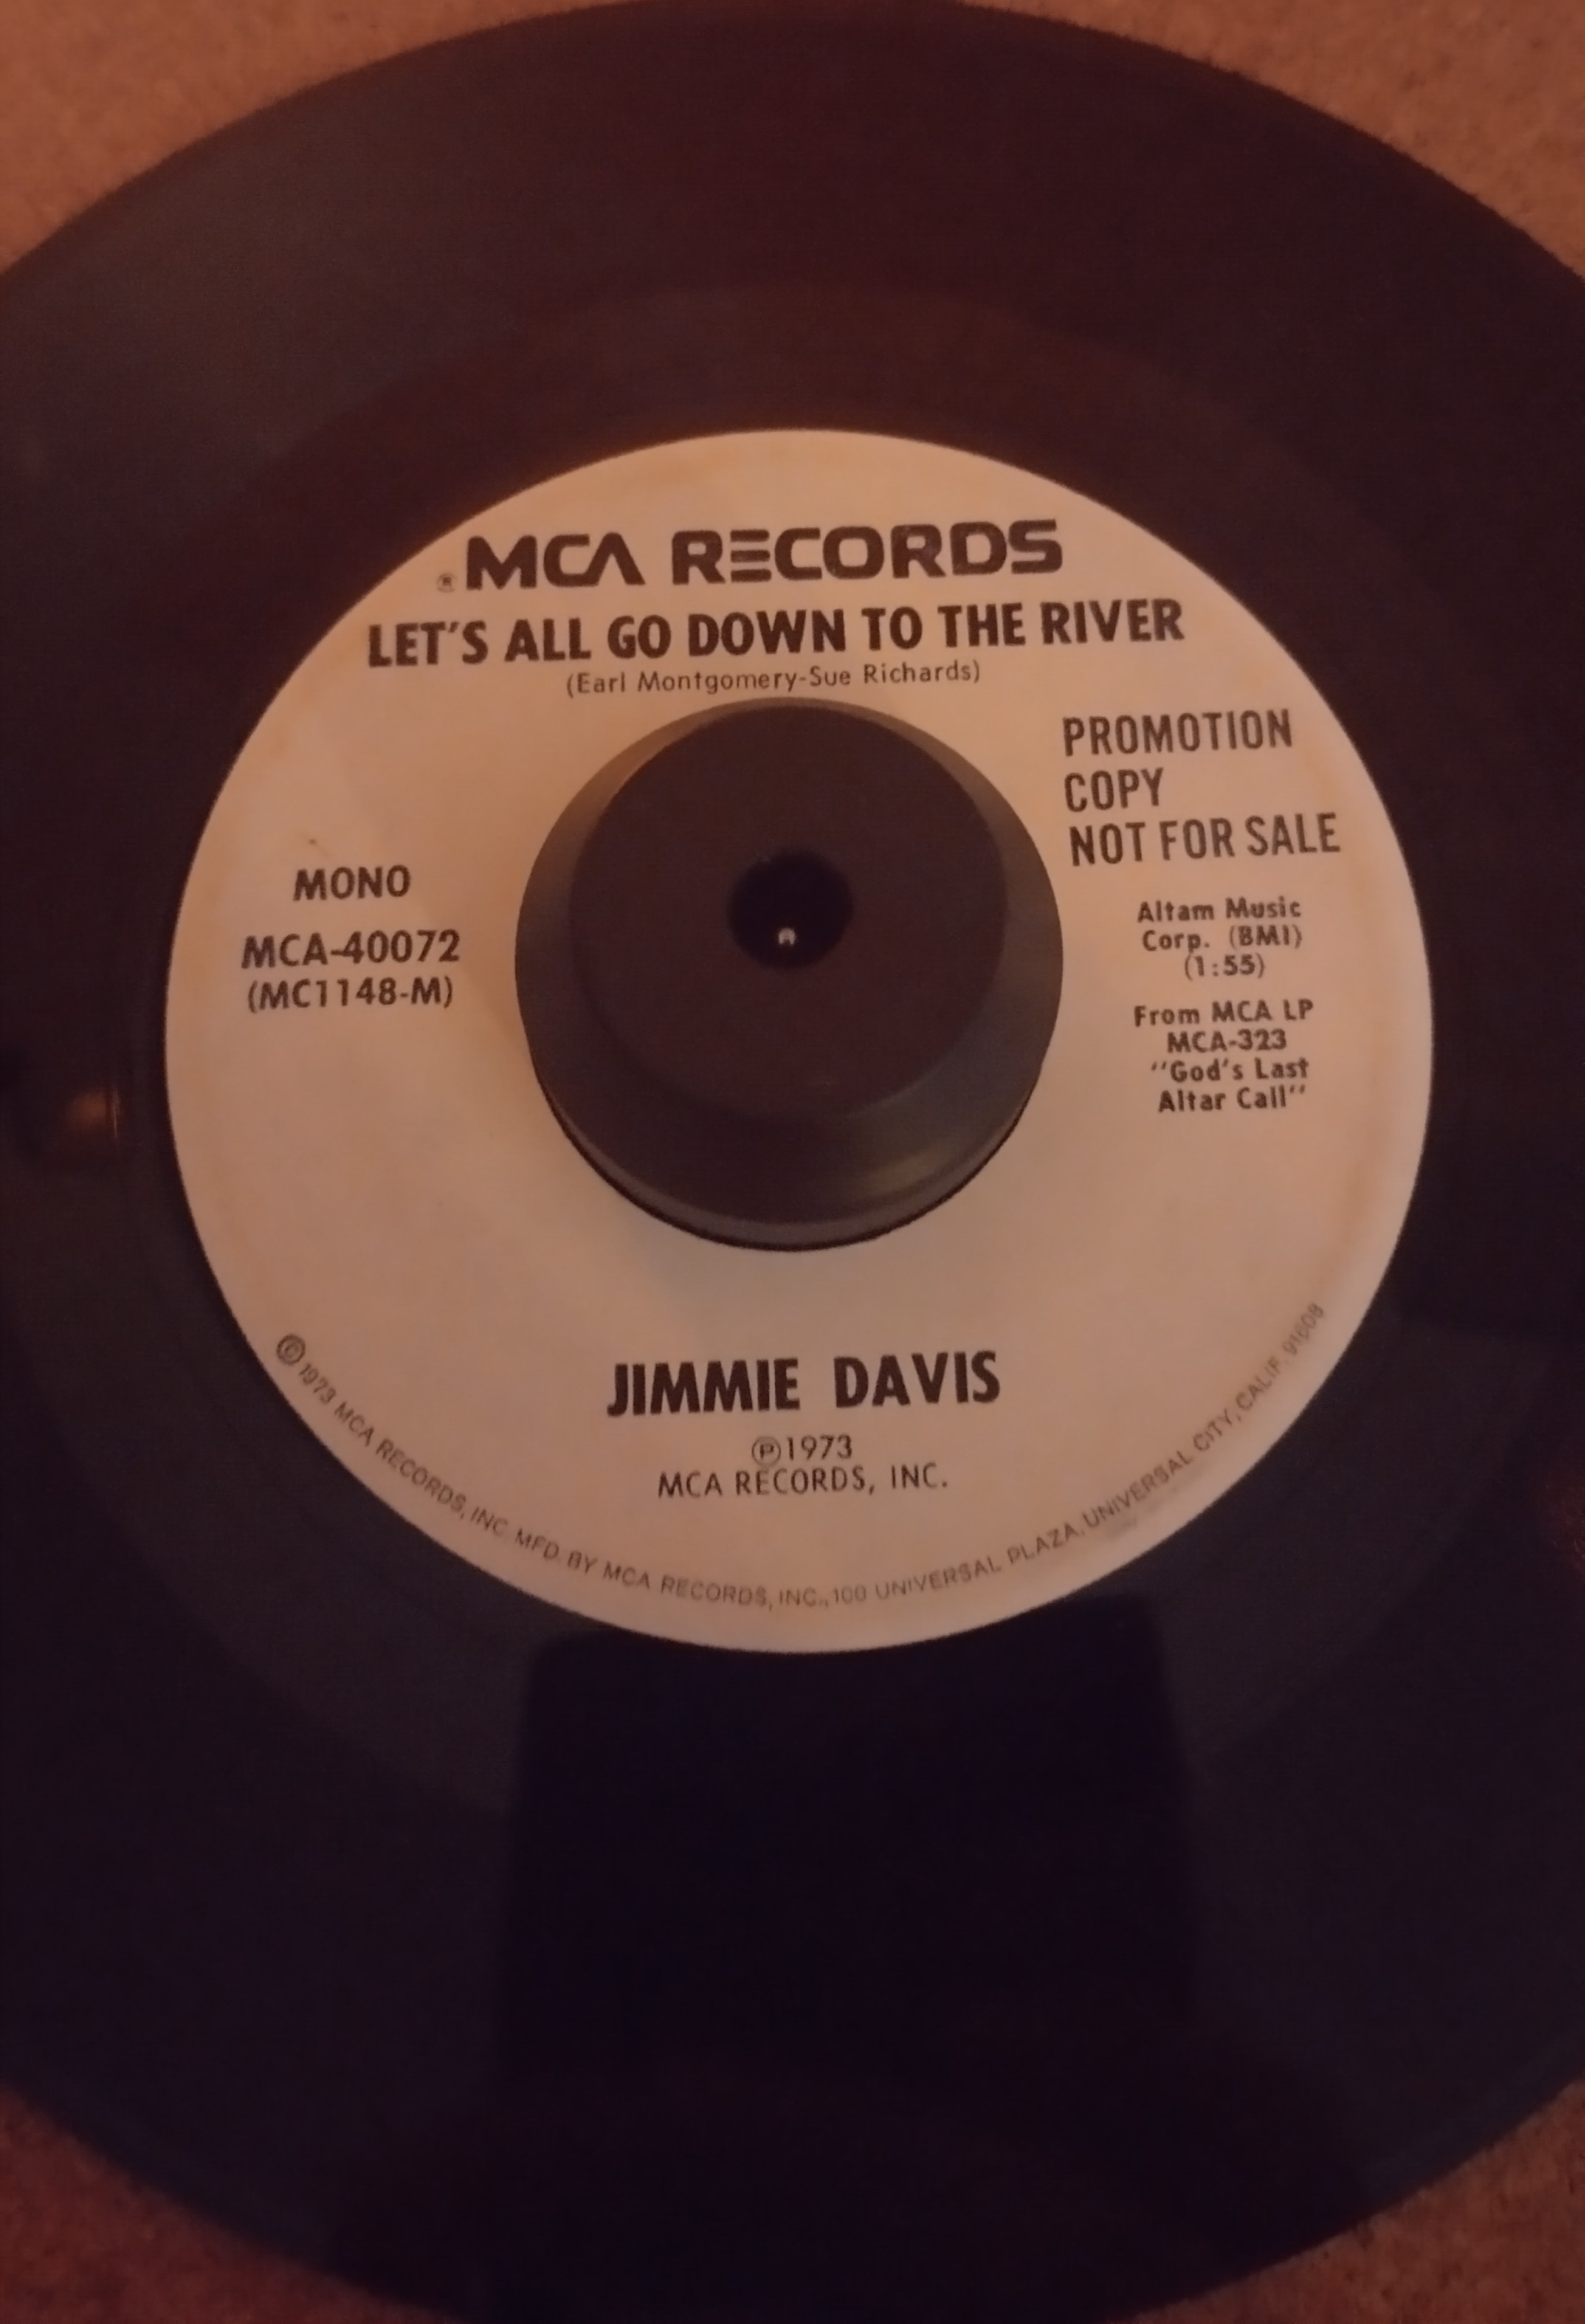 ® MCA RECORDS
LET'S ALL GO DOWN TO THE RIVER
(Earl Montgomery-Sue Richards)
PROMOTION
COPY
NOT FOR SALE
MONO
MCA-40072
(MC1148-M)
Altam Music
Corp. (BMI)
(1:55)
From MCA LP
MCA-323
"God's Last
Altar Call"
JIMMIE DAVIS
℗1973
MCA RECORDS, INC.
© 1973 MCA RECORDS, INC. MFD. BY MCA RECORDS, INC., 100 UNIVERSAL PLAZA, UNIVERSAL CITY, CALIF. 91608